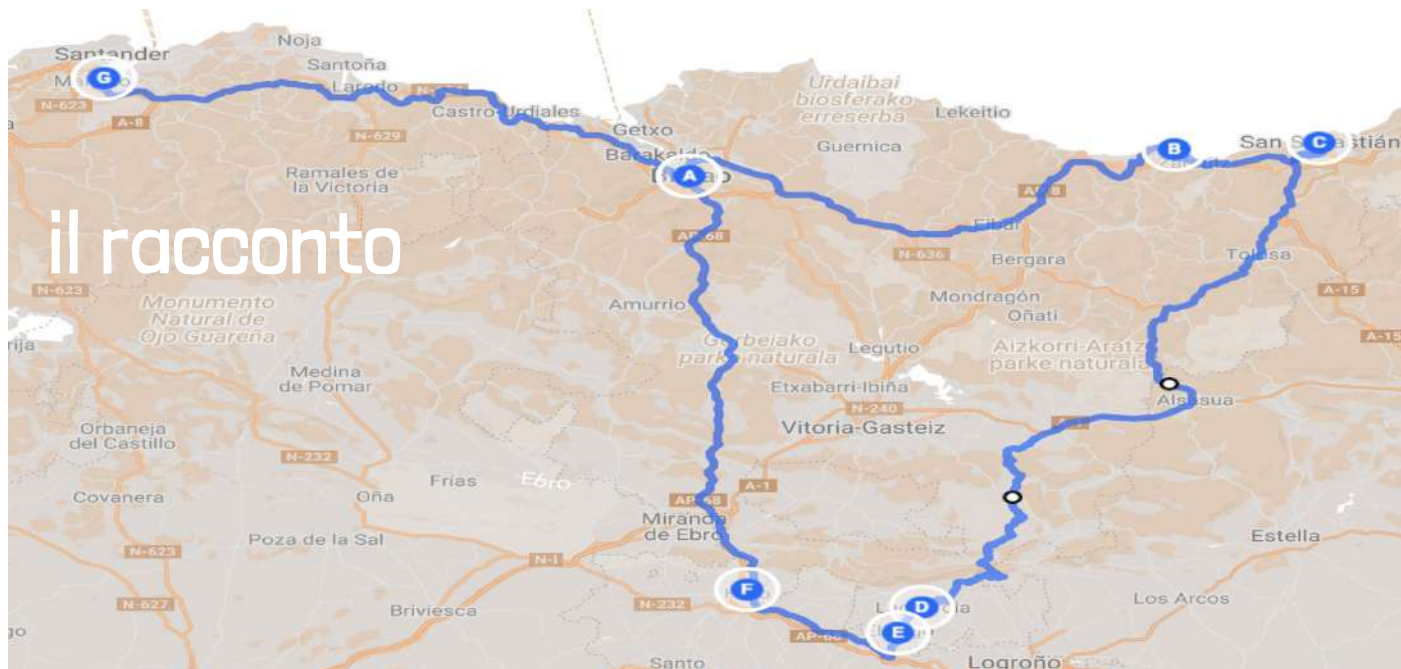 Noja
Santander
Santoña
G
Laredo
N-623
A-8
Castro-Urdiales
N-629
Getxo
Barakaldo
Urdaibai
biosferako
erreserba
Lekeitio
Guernica
B
San Sebastián
C
A
Ramales de
la Victoria
il racconto
AP-68
AP-8
Eibar
N-636
Tolosa
Bergara
N-623
A-15
Monumento
Natural de
Ojo Guareña
Amurrio
Mondragón
Oñati
Gorbeiako
parke naturala
Legutio
Aizkorri-Aratz
parke naturala
A-15
Medina
de Pomar
Etxabarri-Ibiña
Alsasua
N-240
Orbaneja
del Castillo
Vitoria-Gasteiz
N-232
Frías
Ebro
A-1
Covanera
Oña
AP-68
Miranda
de Ebro
Estella
Poza de la Sal
N-623
N-I
F
D
Los Arcos
N-627
Briviesca
N-232
E
AP-68
Santo
Logroño